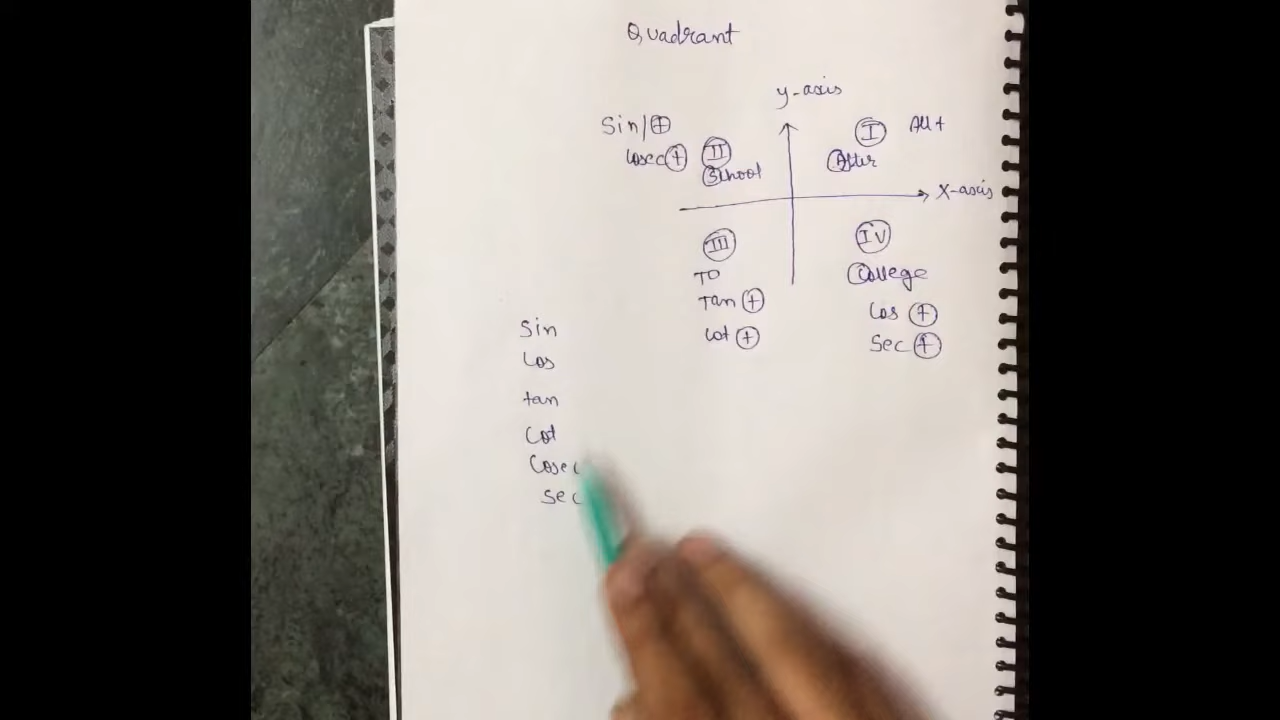 Quadrant
y-axis
Sin/+
Cosec +
II
School
I
All +
After
X-axis
III
TO
Tan +
Cot +
IV
College
Cos +
Sec +
Sin
Cos
tan
Cot
Cosec
Sec